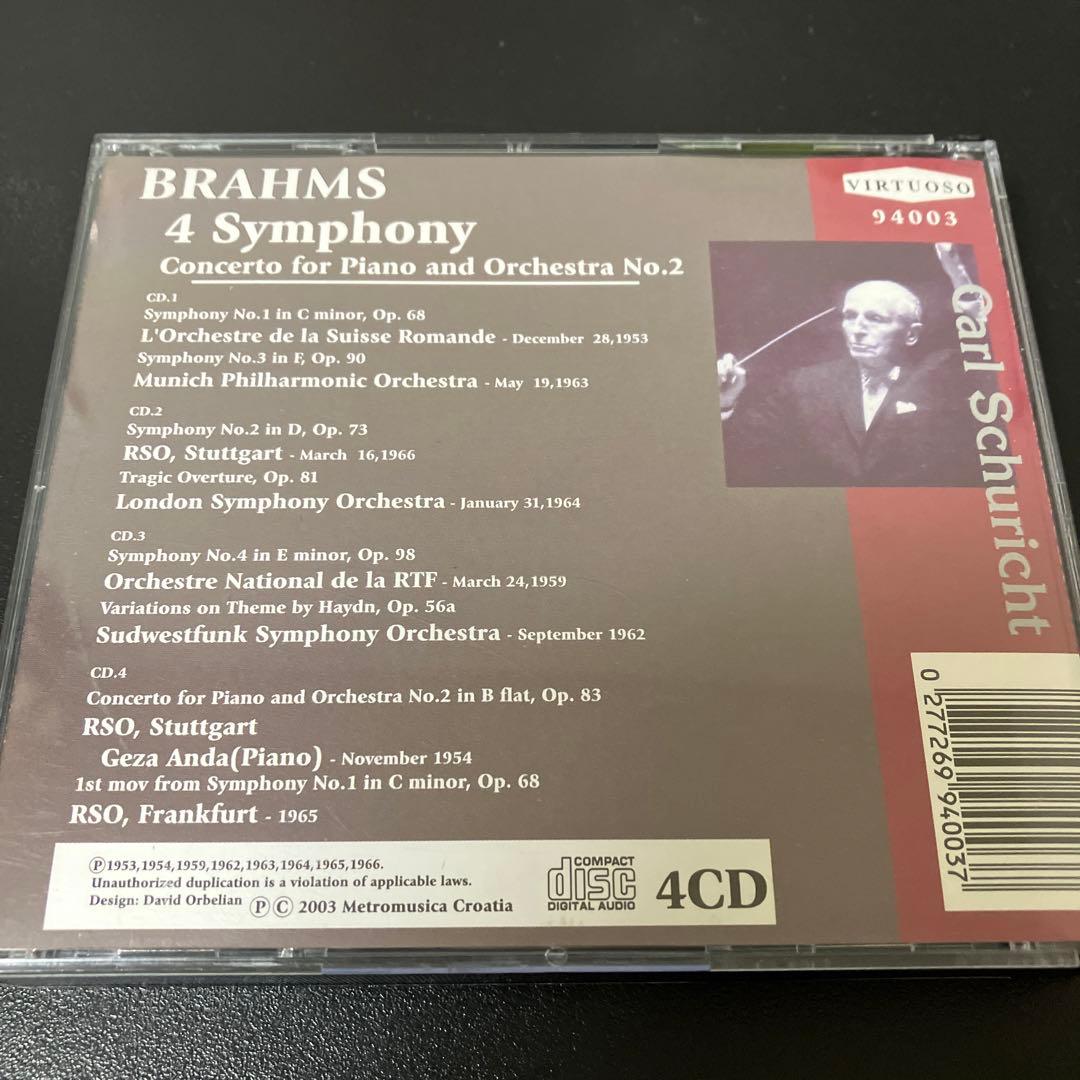 BRAHMS
4 Symphony
Concerto for Piano and Orchestra No.2
CD.1
Symphony No.1 in C minor, Op. 68
L'Orchestre de la Suisse Romande - December 28,1953
Symphony No.3 in F, Op. 90
Munich Philharmonic Orchestra - May 19,1963
CD.2
Symphony No.2 in D, Op. 73
RSO, Stuttgart - March 16,1966
Tragic Overture, Op. 81
London Symphony Orchestra - January 31,1964
CD.3
Symphony No.4 in E minor, Op. 98
Orchestre National de la RTF - March 24,1959
Variations on Theme by Haydn, Op. 56a
Sudwestfunk Symphony Orchestra - September 1962
CD.4
Concerto for Piano and Orchestra No.2 in B flat, Op. 83
RSO, Stuttgart
Geza Anda(Piano) - November 1954
1st mov from Symphony No.1 in C minor, Op. 68
RSO, Frankfurt - 1965
Ⓟ 1953,1954,1959,1962,1963,1964,1965,1966.
Unauthorized duplication is a violation of applicable laws.
Design: David Orbelian
Ⓟ Ⓒ 2003 Metromusica Croatia
COMPACT
disc
DIGITAL AUDIO
4CD
VIRTUOSO
94003
Carl Schuricht
0 27269 94003 7